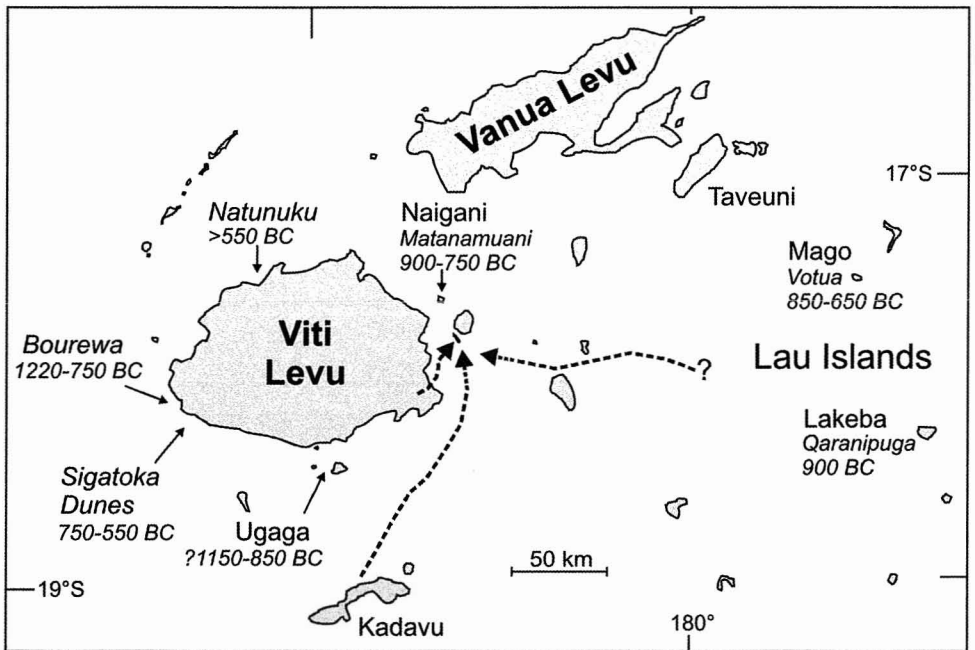 Vanua Levu
17°S
Taveuni
Natunuku
>550 BC
Naigani
Matanamuani
900-750 BC
Mago
Votua
850-650 BC
Viti
Levu
Bourewa
1220-750 BC
?
Lau Islands
Lakeba
Qaranipuga
900 BC
Sigatoka
Dunes
750-550 BC
Ugaga
?1150-850 BC
50 km
19°S
Kadavu
180°